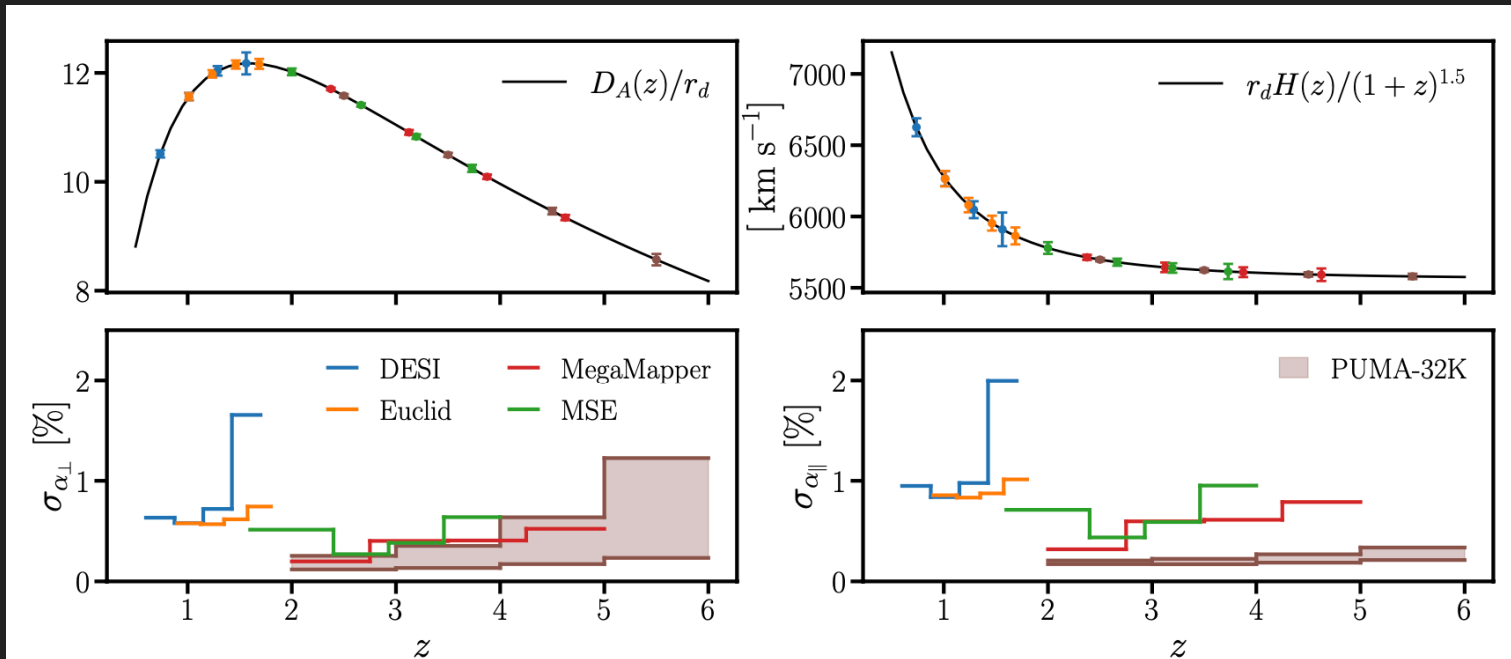 12
10
8
D_A(z)/r_d
[ km s^{-1} ]
7000
6500
6000
5500
r_d H(z)/(1 + z)^{1.5}
σ_{α_⊥} [%]
2
1
0
DESI
Euclid
MegaMapper
MSE
1 2 3 4 5 6
z
σ_{α_∥} [%]
2
1
0
PUMA-32K
1 2 3 4 5 6
z